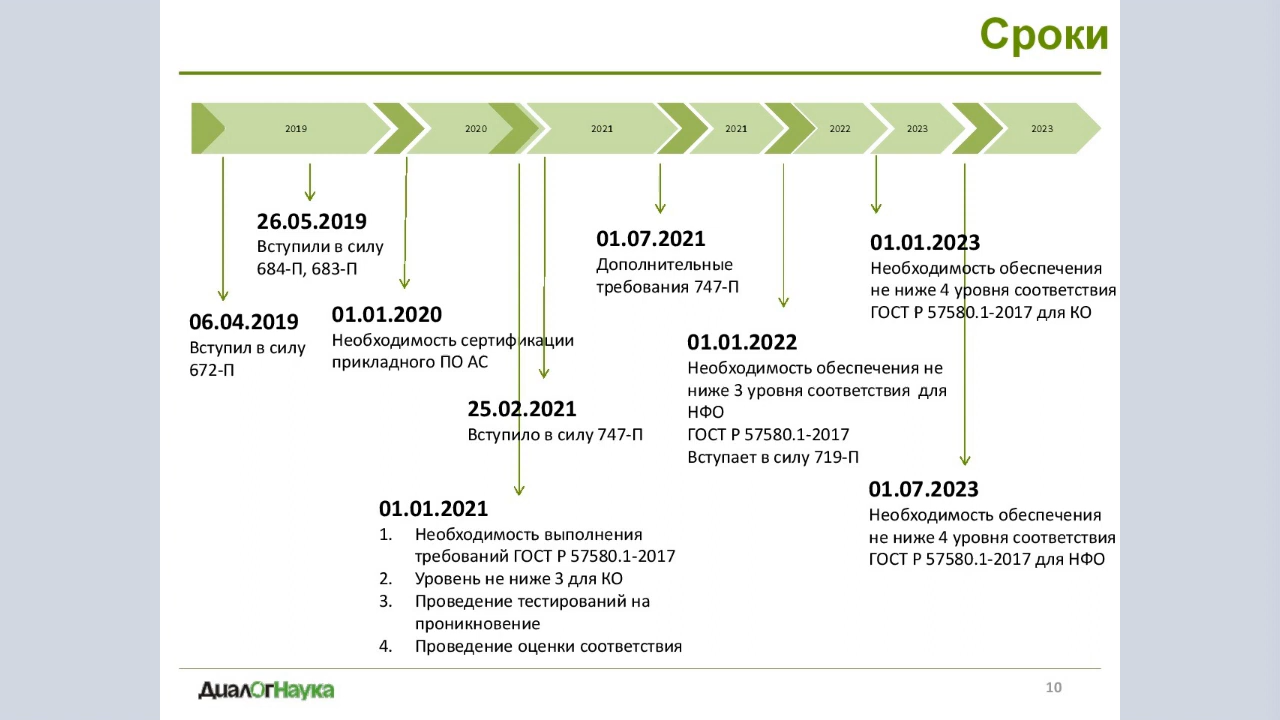 Сроки
2019
2020
2021
2021
2022
2023
2023
26.05.2019
Вступили в силу
684-П, 683-П
06.04.2019
Вступил в силу
672-П
01.01.2020
Необходимость сертификации
прикладного ПО АС
25.02.2021
Вступило в силу 747-П
01.01.2021
1. Необходимость выполнения
требований ГОСТ Р 57580.1-2017
2. Уровень не ниже 3 для КО
3. Проведение тестирований на
проникновение
4. Проведение оценки соответствия
01.07.2021
Дополнительные
требования 747-П
01.01.2022
Необходимость обеспечения не
ниже 3 уровня соответствия для
НФО
ГОСТ Р 57580.1-2017
Вступает в силу 719-П
01.01.2023
Необходимость обеспечения
не ниже 4 уровня соответствия
ГОСТ Р 57580.1-2017 для КО
01.07.2023
Необходимость обеспечения
не ниже 4 уровня соответствия
ГОСТ Р 57580.1-2017 для НФО
ДиалОгНаука
10